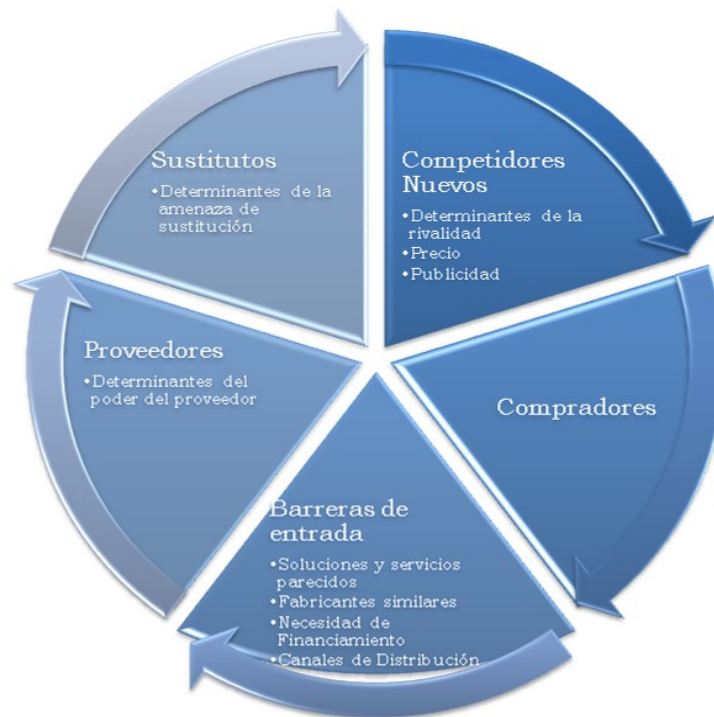 Sustitutos
•Determinantes de la
amenaza de
sustitución
Competidores
Nuevos
•Determinantes de la
rivalidad
•Precio
•Publicidad
Compradores
Barreras de
entrada
•Soluciones y servicios
parecidos
•Fabricantes similares
•Necesidad de
Financiamiento
•Canales de Distribución
Proveedores
•Determinantes del
poder del proveedor